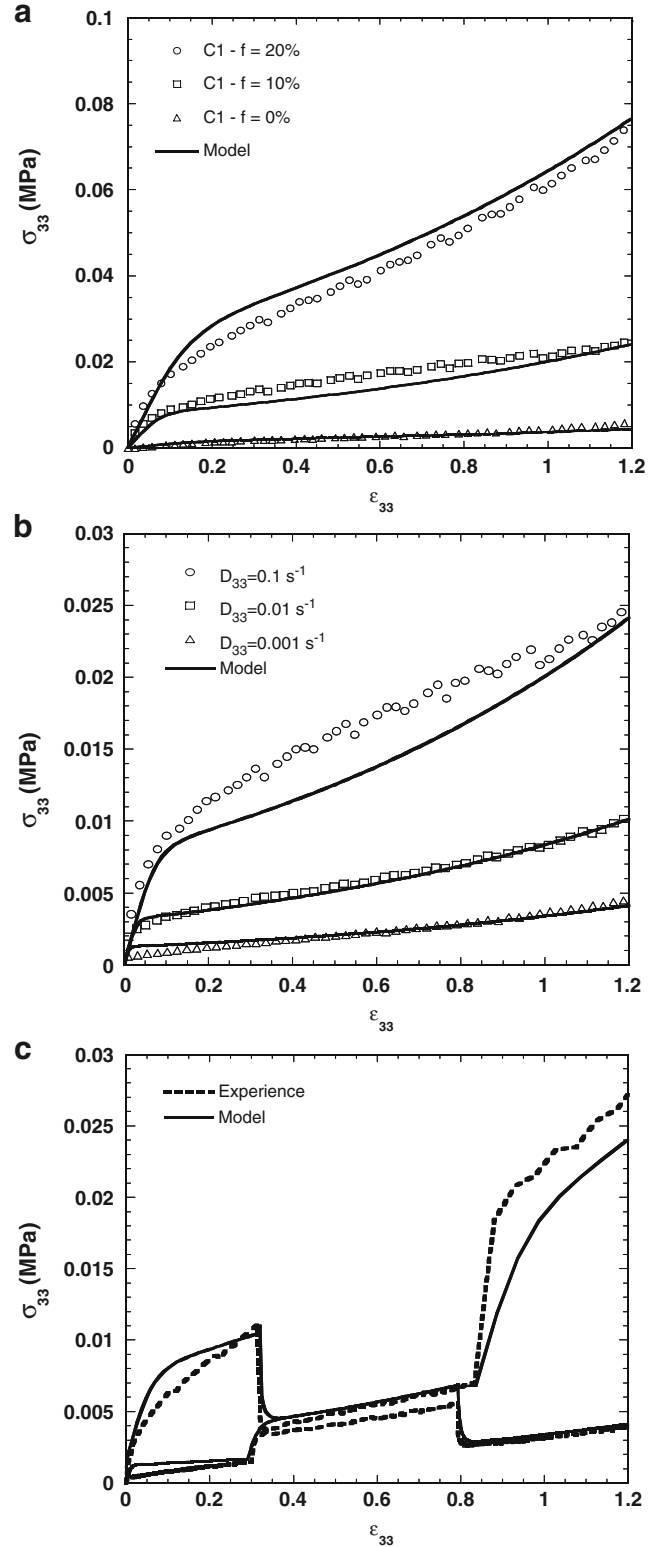 a
0.1
0.08
0.06
0.04
0.02
0
σ33 (MPa)
C1 - f = 20%
C1 - f = 10%
C1 - f = 0%
Model
0 0.2 0.4 0.6 0.8 1 1.2
ε33
b
0.03
0.025
0.02
0.015
0.01
0.005
0
σ33 (MPa)
D33=0.1 s-1
D33=0.01 s-1
D33=0.001 s-1
Model
0 0.2 0.4 0.6 0.8 1 1.2
ε33
c
0.03
0.025
0.02
0.015
0.01
0.005
0
σ33 (MPa)
Experience
Model
0 0.2 0.4 0.6 0.8 1 1.2
ε33